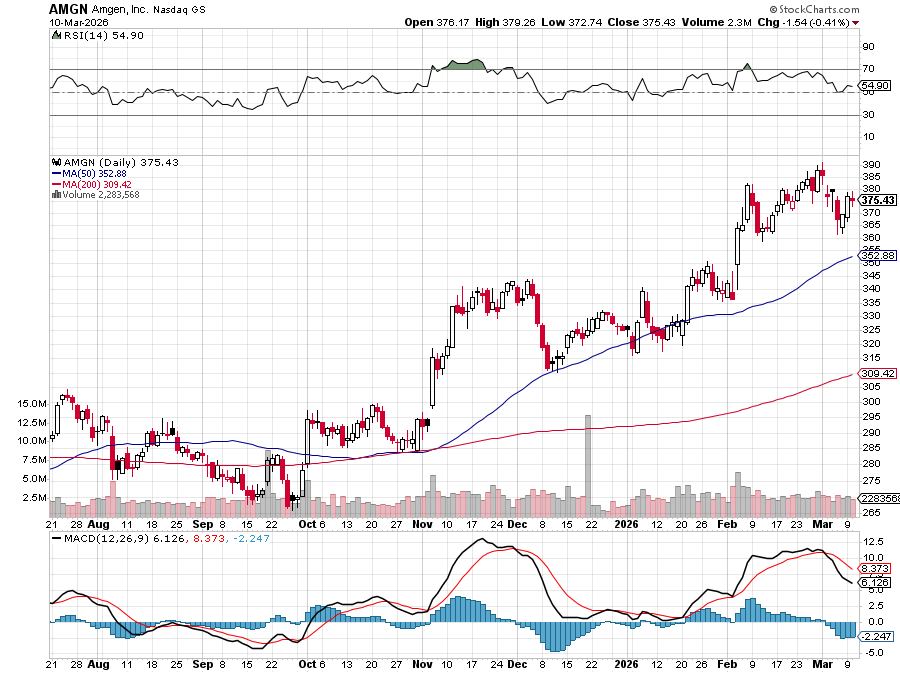 AMGN Amgen, Inc. Nasdaq GS
© StockCharts.com
10-Mar-2026
Open 376.17 High 379.26 Low 372.74 Close 375.43 Volume 2.3M Chg -1.54 (-0.41%)
RSI(14) 54.90
90
70
54.90
50
30
10
AMGN (Daily) 375.43
MA(50) 352.88
MA(200) 309.42
Volume 2,283,568
390
385
380
375.43
370
365
360
352.88
350
345
340
335
330
325
320
315
309.42
305
300
295
290
285
280
275
2283568
265
15.0M
12.5M
10.0M
7.5M
5.0M
2.5M
21 28 Aug 11 18 25 Sep 8 15 22 Oct 6 13 20 27 Nov 10 17 24 Dec 8 15 22 2026 12 20 26 Feb 9 17 23 Mar 9
MACD(12,26,9) 6.126, 8.373, -2.247
12.5
10.0
8.373
6.126
5.0
2.5
0.0
-2.247
-5.0
21 28 Aug 11 18 25 Sep 8 15 22 Oct 6 13 20 27 Nov 10 17 24 Dec 8 15 22 2026 12 20 26 Feb 9 17 23 Mar 9